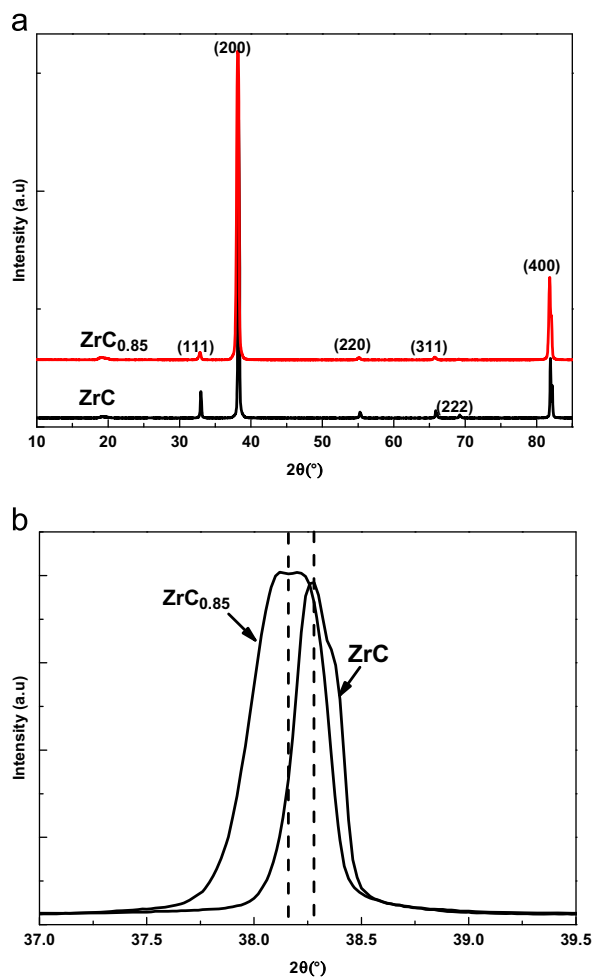 a
(200)
(400)
ZrC0.85
(111)
(220)
(311)
ZrC
(222)
Intensity (a.u)
10 20 30 40 50 60 70 80
2θ(°)
b
ZrC0.85
ZrC
Intensity (a.u)
37.0 37.5 38.0 38.5 39.0 39.5
2θ(°)